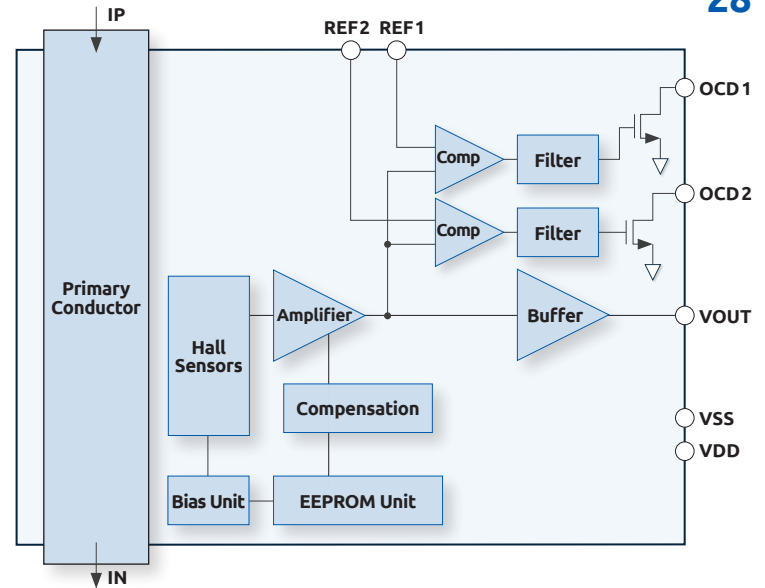 28
IP
REF2 REF1
OCD1
Comp
Filter
OCD2
Comp
Filter
Primary
Conductor
Amplifier
Buffer
VOUT
Hall
Sensors
Compensation
VSS
VDD
Bias Unit
EEPROM Unit
IN